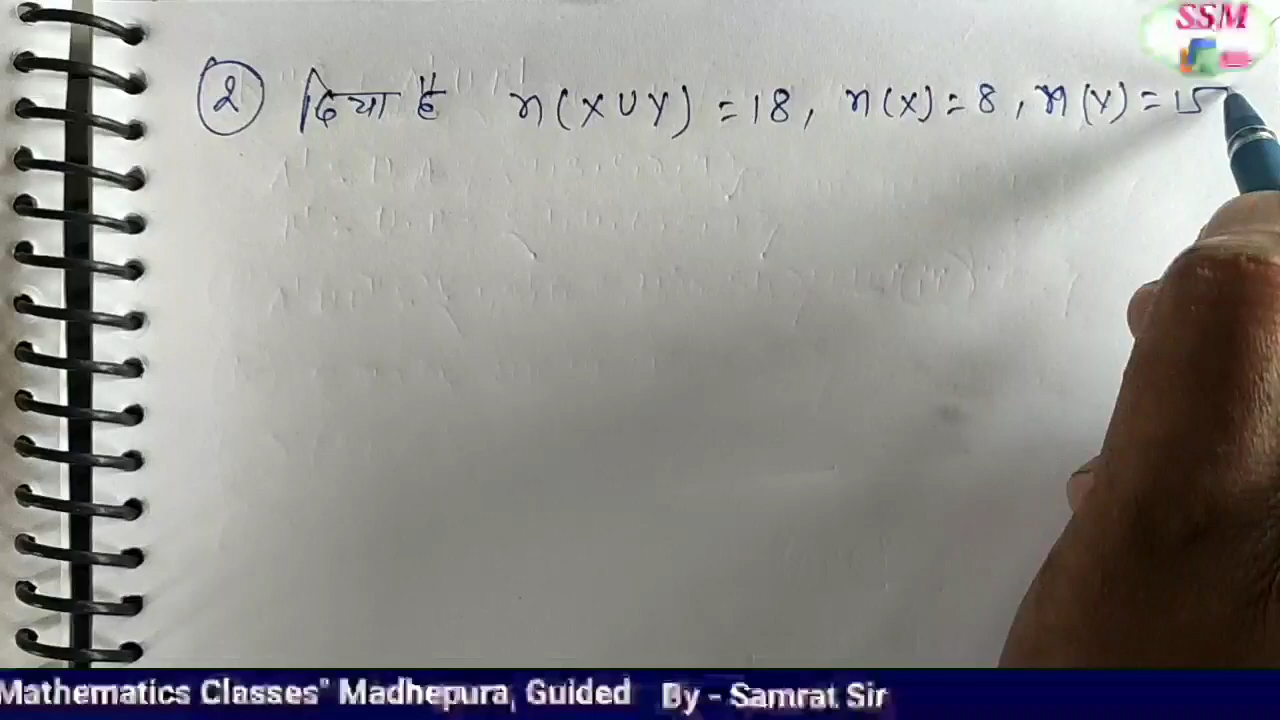 SSM
(2) दिया है n(X∪Y) = 18, n(X) = 8, n(Y) = 15
Mathematics Classes" Madhepura, Guided By - Samrat Sir